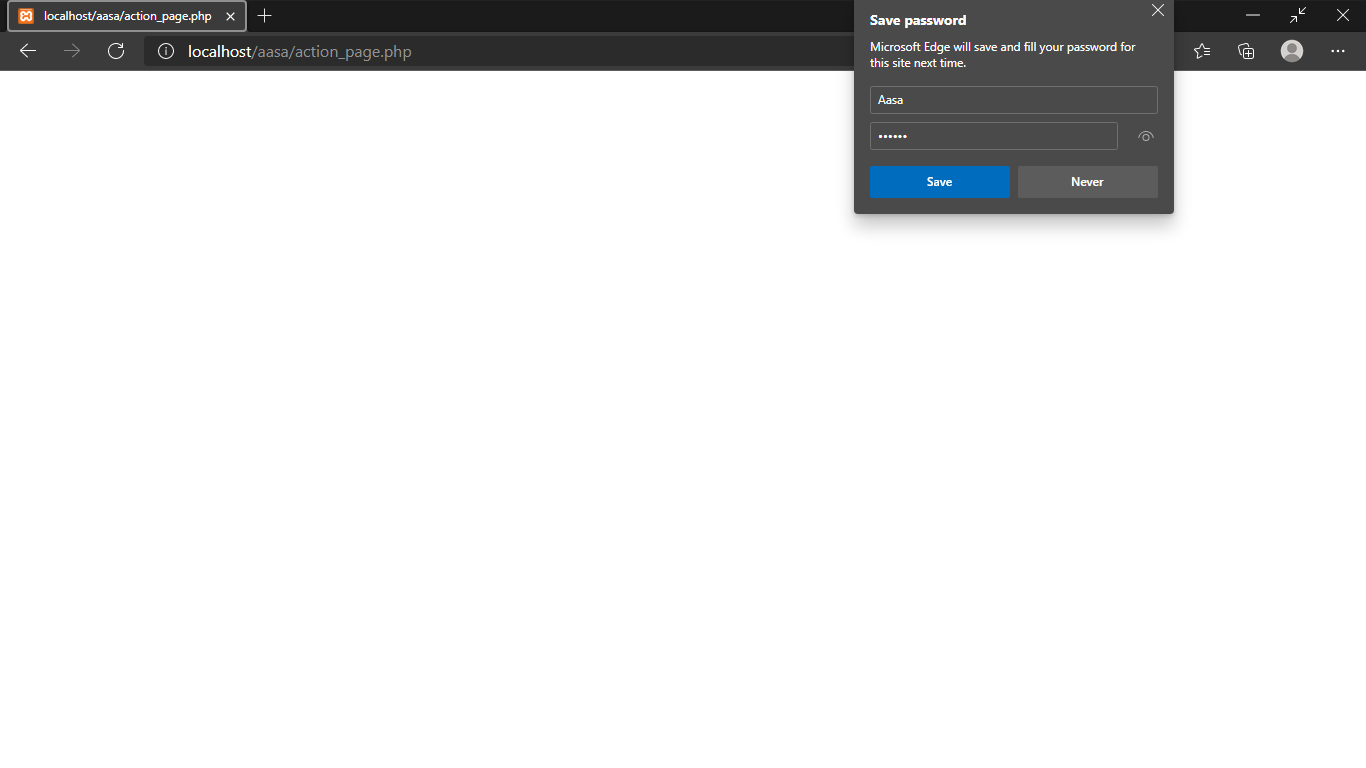 localhost/aasa/action_page.php
localhost/aasa/action_page.php
Save password
Microsoft Edge will save and fill your password for
this site next time.
Aasa
••••••
Save
Never